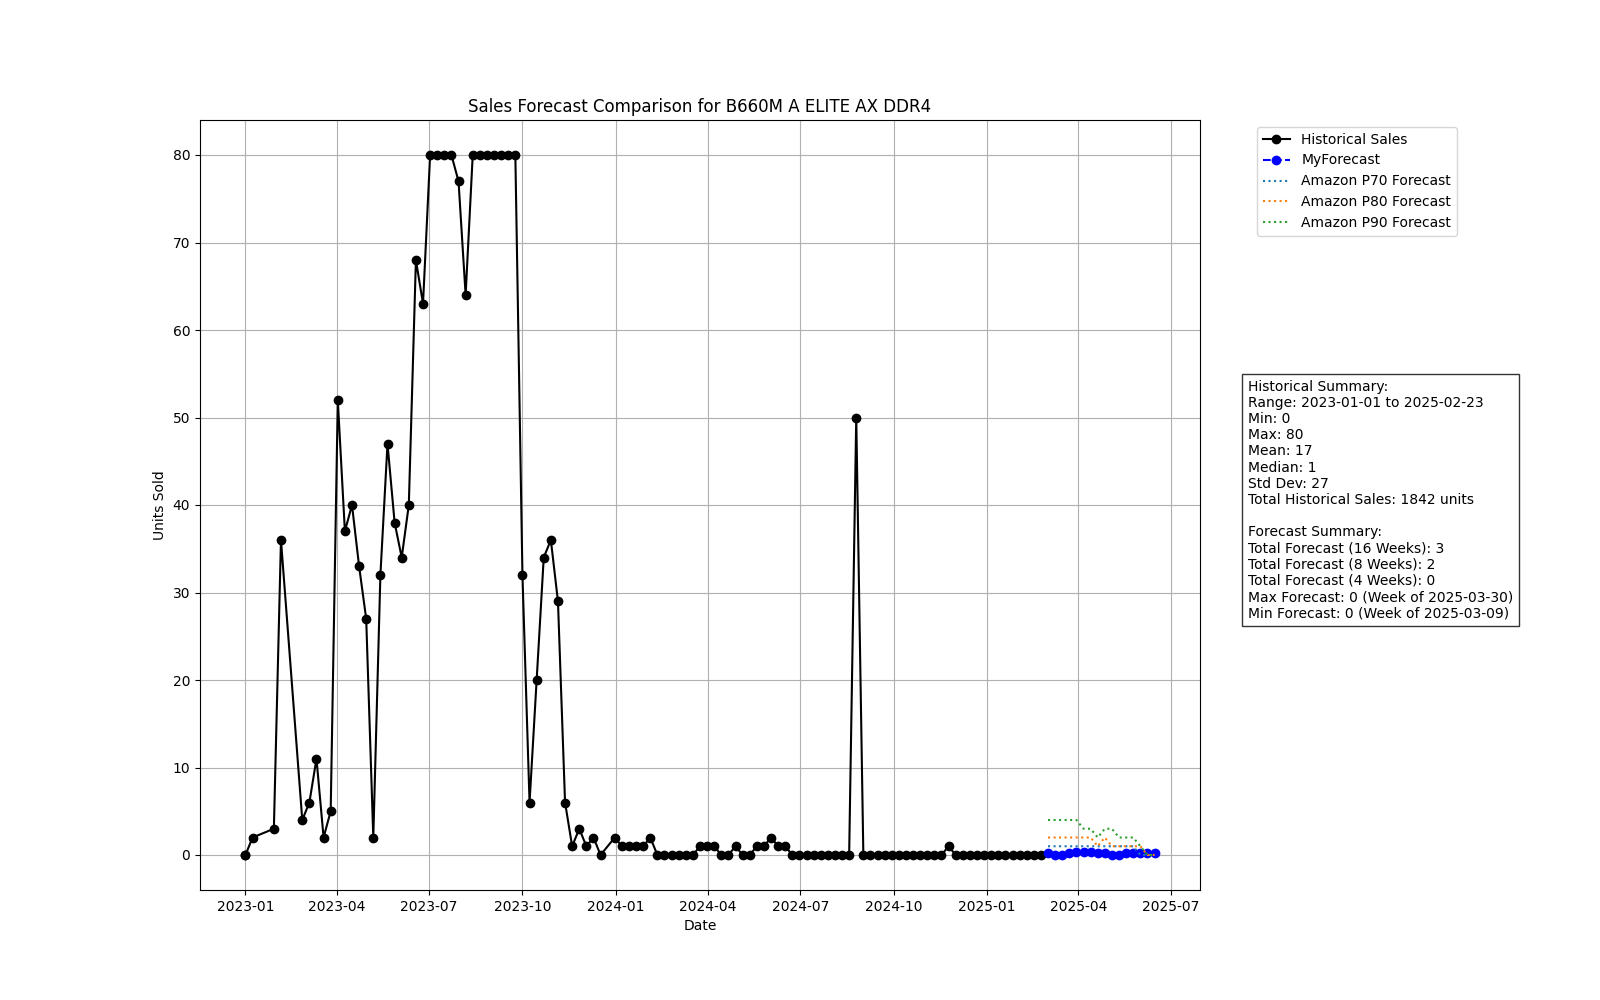 Sales Forecast Comparison for B660M A ELITE AX DDR4
Units Sold
80
70
60
50
40
30
20
10
0
2023-01 2023-04 2023-07 2023-10 2024-01 2024-04 2024-07 2024-10 2025-01 2025-04 2025-07
Date
Historical Sales
MyForecast
Amazon P70 Forecast
Amazon P80 Forecast
Amazon P90 Forecast
Historical Summary:
Range: 2023-01-01 to 2025-02-23
Min: 0
Max: 80
Mean: 17
Median: 1
Std Dev: 27
Total Historical Sales: 1842 units
Forecast Summary:
Total Forecast (16 Weeks): 3
Total Forecast (8 Weeks): 2
Total Forecast (4 Weeks): 0
Max Forecast: 0 (Week of 2025-03-30)
Min Forecast: 0 (Week of 2025-03-09)